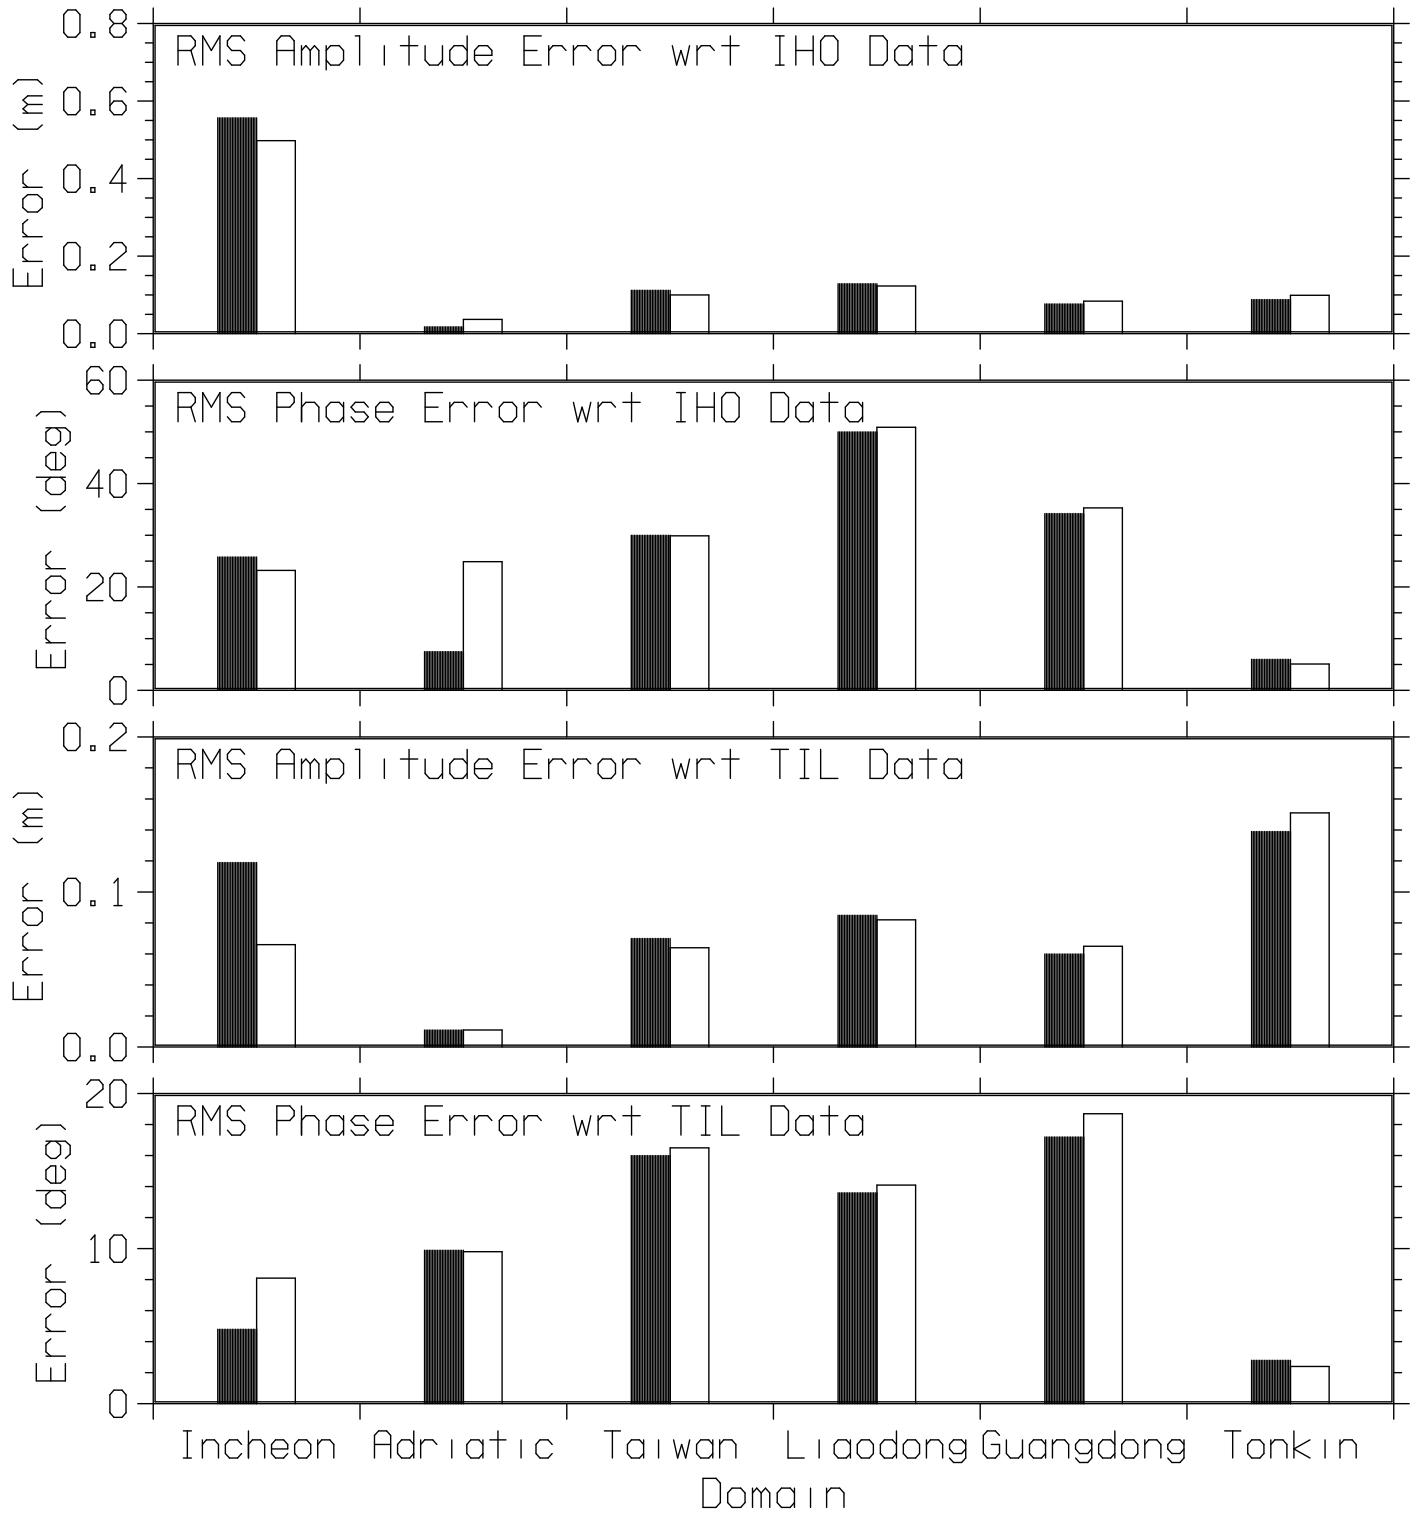 RMS Amplitude Error wrt IHO Data
Error (m)
0.8
0.6
0.4
0.2
0.0
RMS Phase Error wrt IHO Data
Error (deg)
60
40
20
0
RMS Amplitude Error wrt TIL Data
Error (m)
0.2
0.1
0.0
RMS Phase Error wrt TIL Data
Error (deg)
20
10
0
Incheon Adriatic Taiwan Liaodong Guangdong Tonkin
Domain